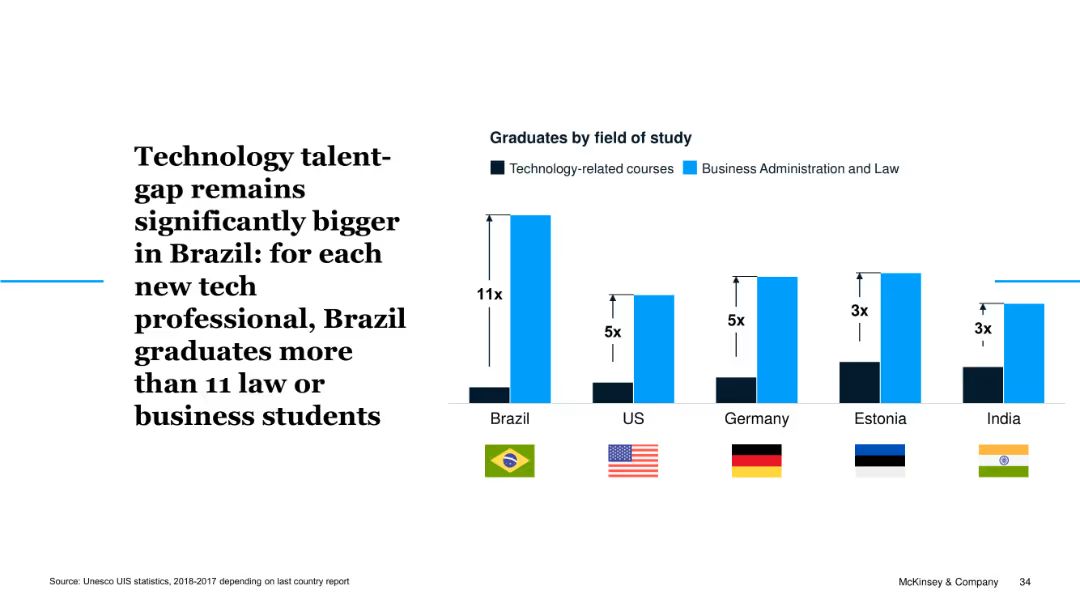 Technology talent-
gap remains
significantly bigger
in Brazil: for each
new tech
professional, Brazil
graduates more
than 11 law or
business students
Graduates by field of study
Technology-related courses
Business Administration and Law
11x
5x
5x
3x
3x
Brazil
US
Germany
Estonia
India
Source: Unesco UIS statistics, 2018-2017 depending on last country report
McKinsey & Company
34